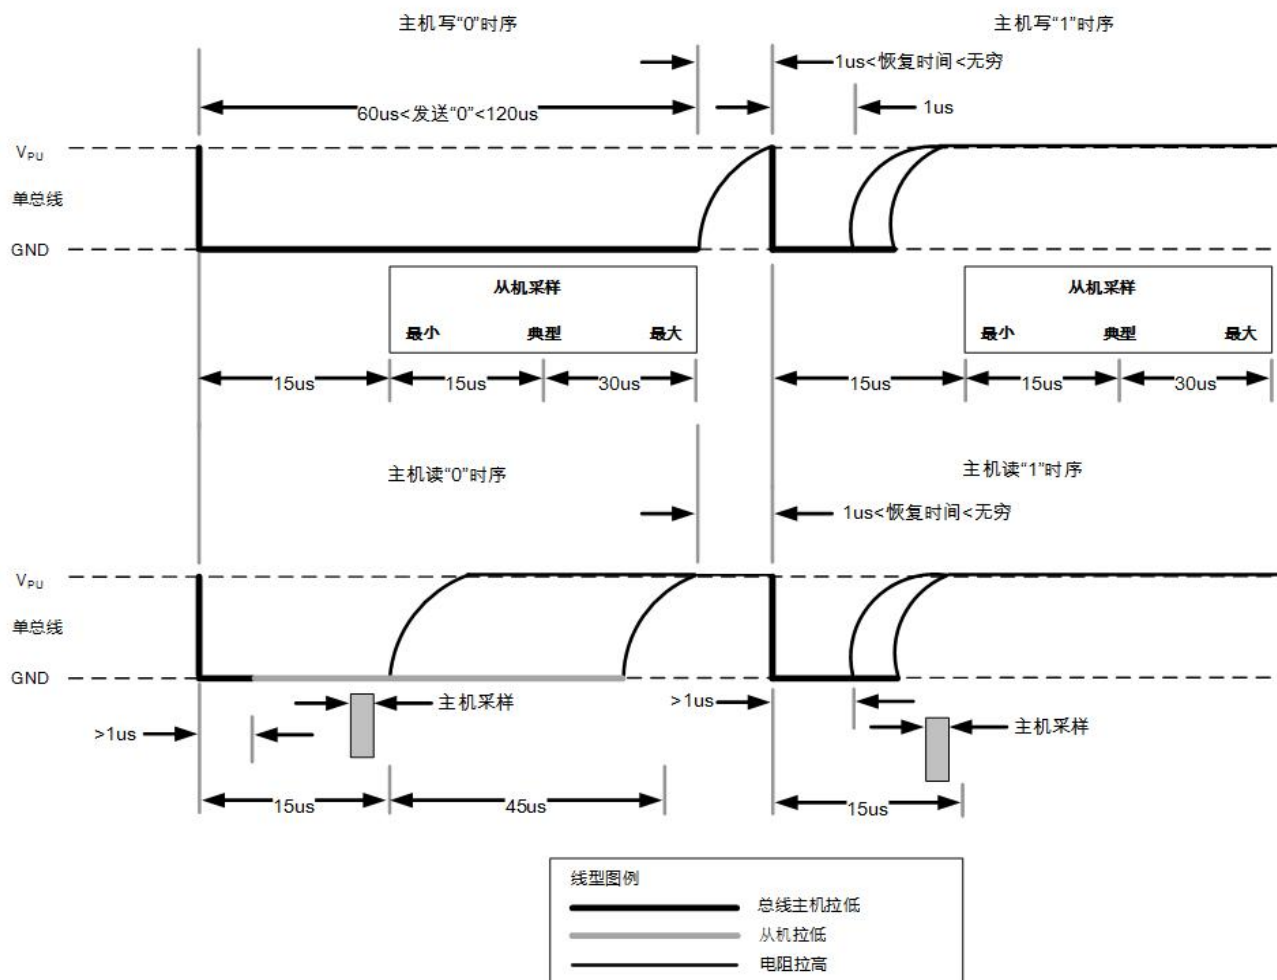 主机写“0”时序
主机写“1”时序
1us<恢复时间<无穷
60us<发送“0”<120us
1us
VPU
单总线
GND
从机采样
最小 典型 最大
从机采样
最小 典型 最大
15us 15us 30us
15us 15us 30us
主机读“0”时序
主机读“1”时序
1us<恢复时间<无穷
VPU
单总线
GND
>1us
主机采样
>1us
主机采样
15us 45us
15us
线型图例
总线主机拉低
从机拉低
电阻拉高